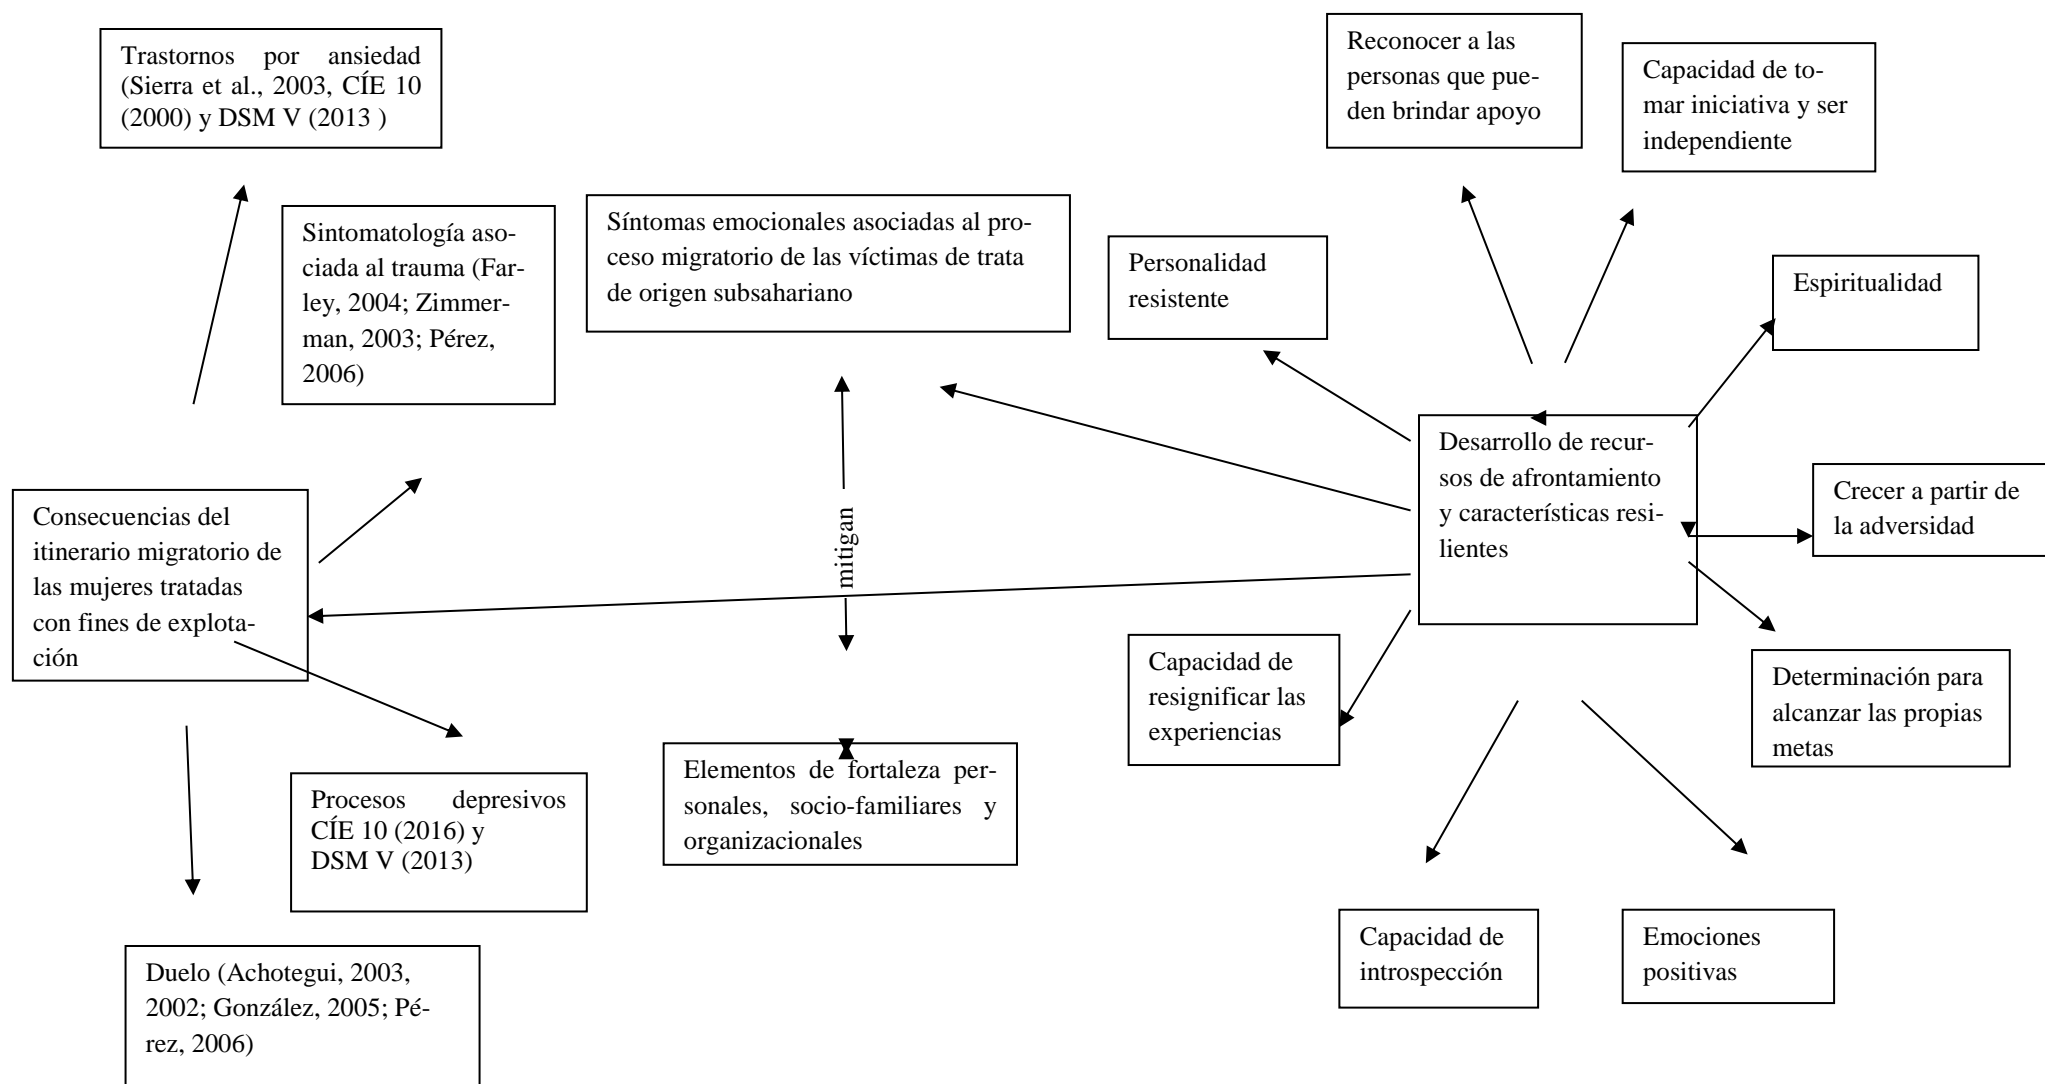 Trastornos por ansiedad
(Sierra et al., 2003, CÍE 10
(2000) y DSM V (2013 )
Reconocer a las
personas que pue-
den brindar apoyo
Capacidad de to-
mar iniciativa y ser
independiente
Sintomatología aso-
ciada al trauma (Far-
ley, 2004; Zimmer-
man, 2003; Pérez,
2006)
Síntomas emocionales asociadas al pro-
ceso migratorio de las víctimas de trata
de origen subsahariano
Personalidad
resistente
Espiritualidad
Desarrollo de recur-
sos de afrontamiento
y características resi-
lientes
Crecer a partir de
la adversidad
Consecuencias del
itinerario migratorio de
las mujeres tratadas
con fines de explota-
ción
mitigan
Capacidad de
resignificar las
experiencias
Determinación para
alcanzar las propias
metas
Elementos de fortaleza per-
sonales, socio-familiares y
organizacionales
Procesos depresivos
CÍE 10 (2016) y
DSM V (2013)
Duelo (Achotegui, 2003,
2002; González, 2005; Pé-
rez, 2006)
Capacidad de
introspección
Emociones
positivas